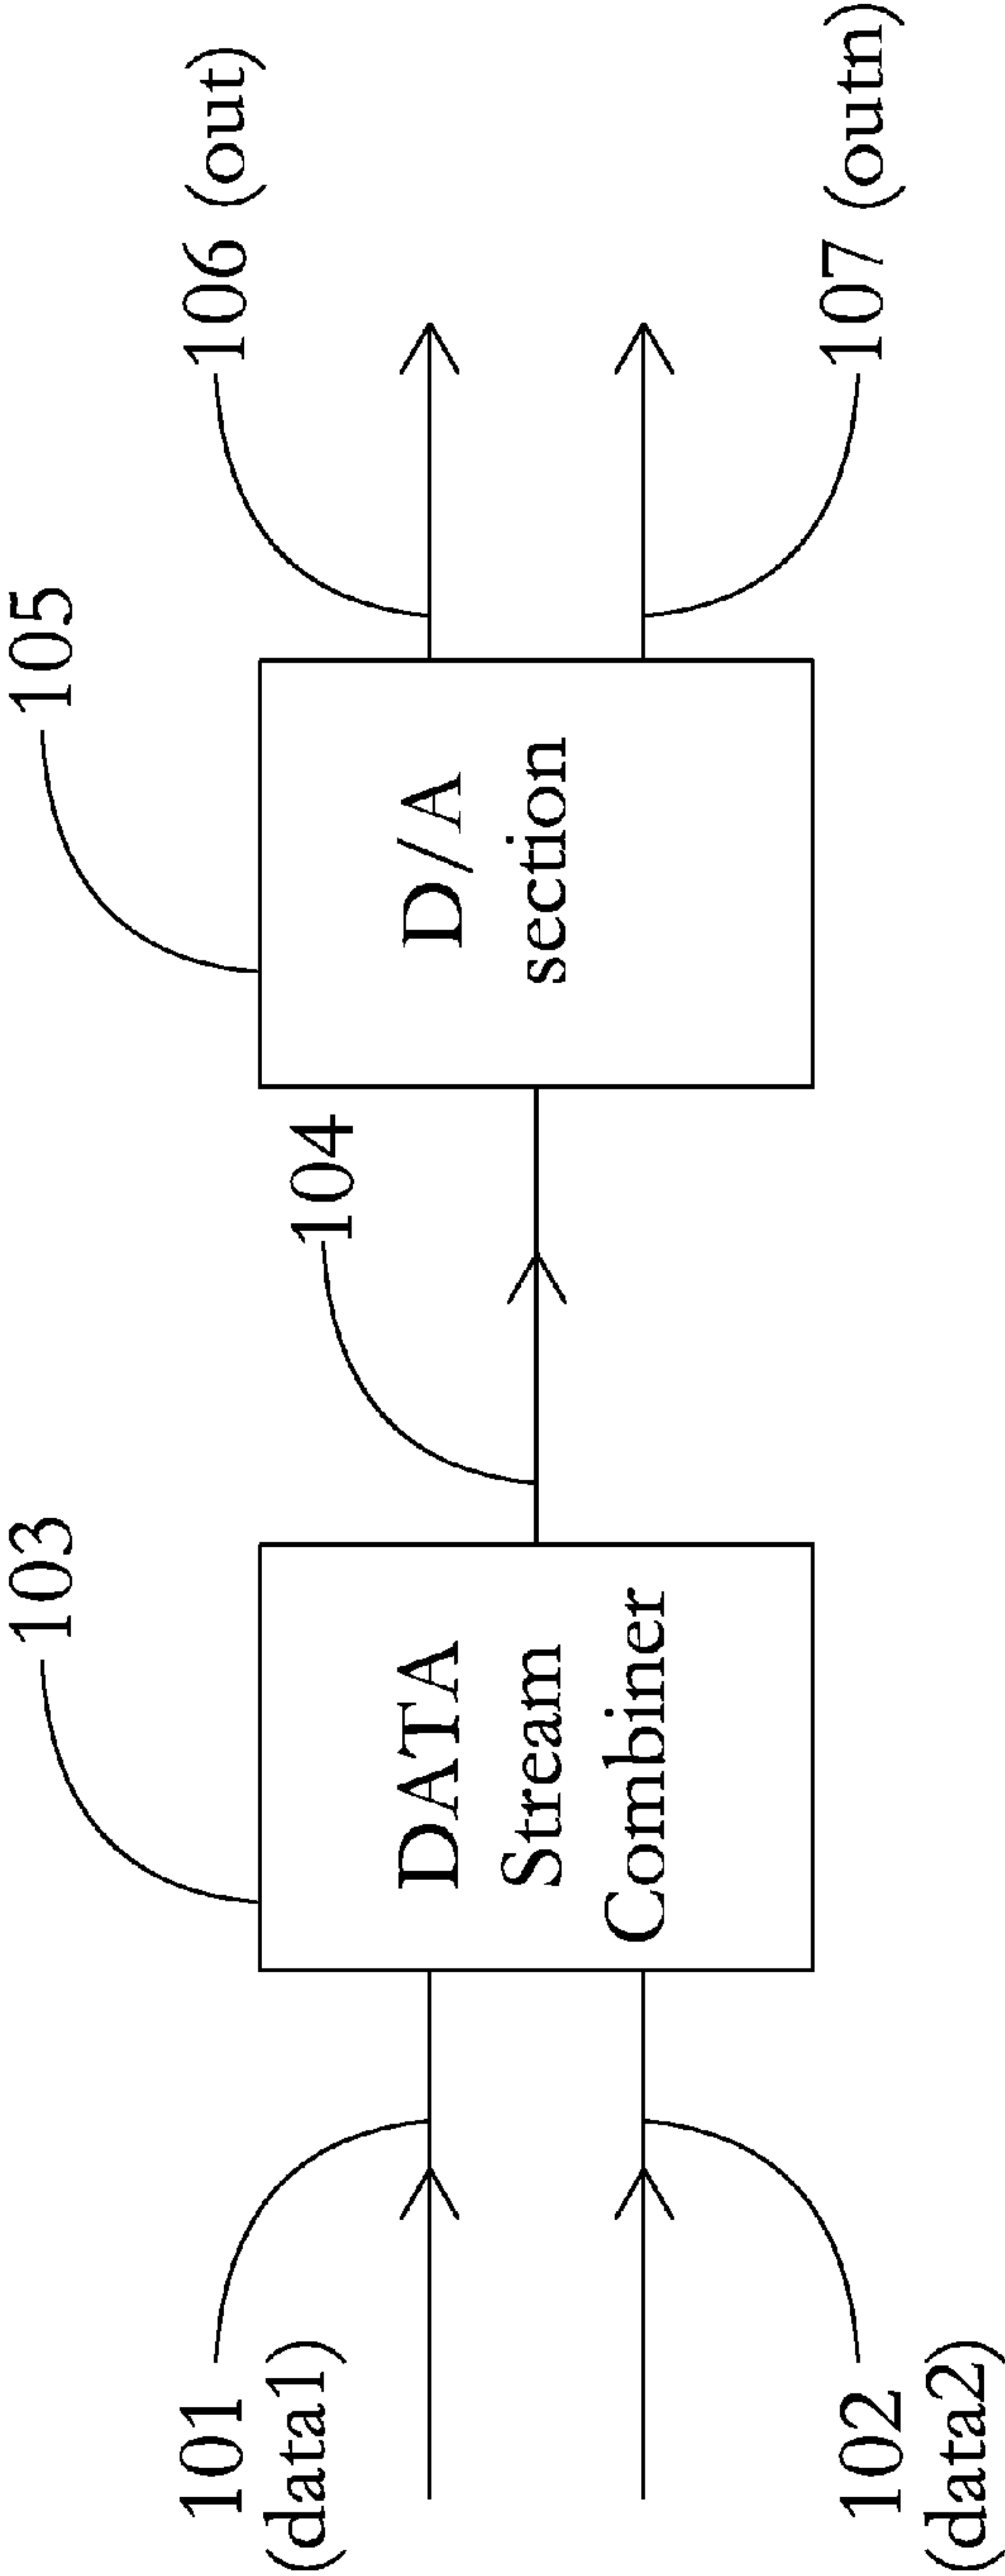 101
(data1)
102
(data2)
103
DATA
Stream
Combiner
104
105
D/A
section
106 (out)
107 (outn)